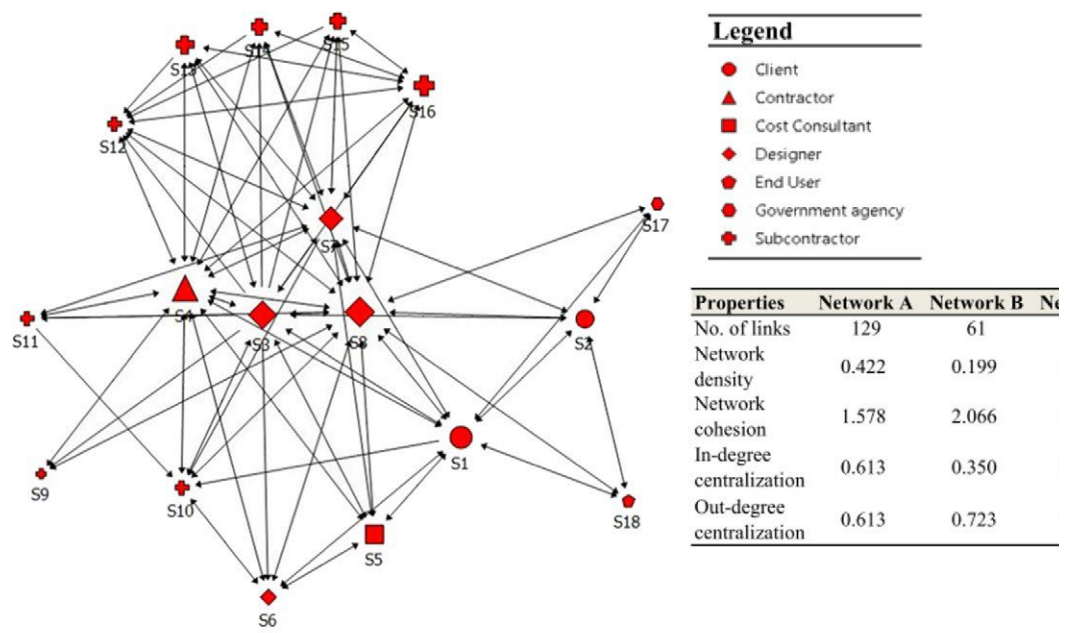 S13
S14
S15
S16
S12
S7
S17
S4
S3
S8
S2
S11
S1
S9
S10
S18
S5
S6
Legend
Client
Contractor
Cost Consultant
Designer
End User
Government agency
Subcontractor
Properties Network A Network B Ne
No. of links 129 61
Network
density 0.422 0.199
Network
cohesion 1.578 2.066
In-degree
centralization 0.613 0.350
Out-degree
centralization 0.613 0.723